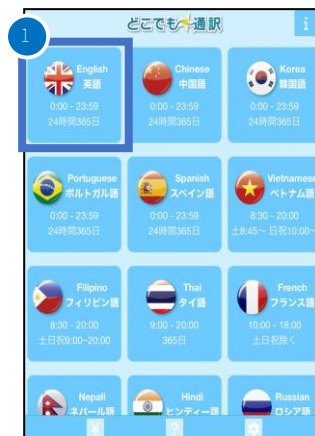 1
どこでも通訳
i
English
英語
0:00 - 23:59
24時間365日
Chinese
中国語
0:00 - 23:59
24時間365日
Korea
韓国語
0:00 - 23:59
24時間365日
Portuguese
ポルトガル語
0:00 - 23:59
24時間365日
Spanish
スペイン語
0:00 - 23:59
24時間365日
Vietnamese
ベトナム語
8:30 - 20:00
土8:45～ 日祝10:00~
Filipino
フィリピン語
8:30 - 20:00
土日祝9:00~20:00
Thai
タイ語
9:00 - 20:00
365日
French
フランス語
10:00 - 18:00
土日祝除く
Nepali
ネパール語
Hindi
ヒンディー語
Russian
ロシア語
¥
?